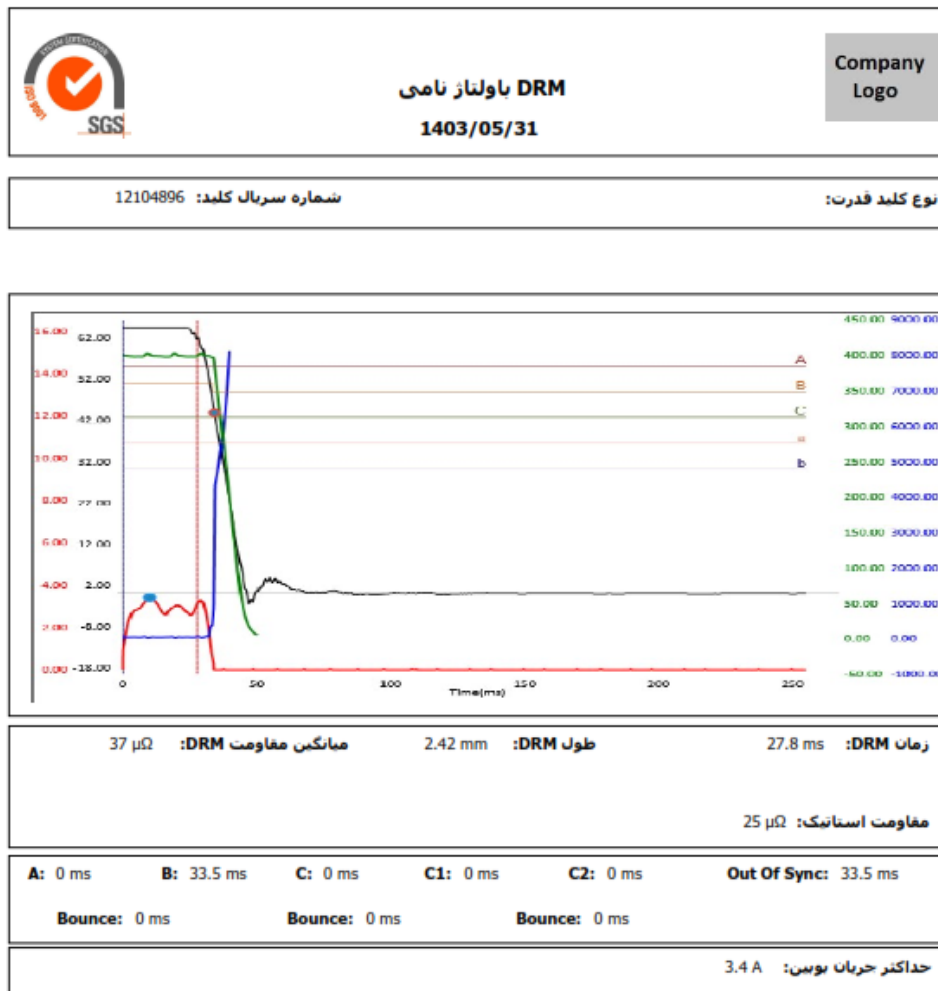 SYSTEM CERTIFICATION
ISO 9001
SGS
DRM باولتاژ نامی
1403/05/31
Company
Logo
نوع کلید قدرت:
شماره سریال کلید: 12104896
16.00
14.00
12.00
10.00
8.00
6.00
4.00
2.00
0.00
62.00
52.00
42.00
32.00
22.00
12.00
2.00
-8.00
-18.00
A
B
C
a
b
450.00 9000.00
400.00 8000.00
350.00 7000.00
300.00 6000.00
250.00 5000.00
200.00 4000.00
150.00 3000.00
100.00 2000.00
50.00 1000.00
0.00 0.00
-50.00 -1000.00
0 50 100 150 200 250
Time(ms)
زمان DRM: 27.8 ms
طول DRM: 2.42 mm
میانگین مقاومت DRM: 37 μΩ
مقاومت استاتیک: 25 μΩ
A: 0 ms B: 33.5 ms C: 0 ms C1: 0 ms C2: 0 ms Out Of Sync: 33.5 ms
Bounce: 0 ms Bounce: 0 ms Bounce: 0 ms
حداکثر جریان بوبین: 3.4 A